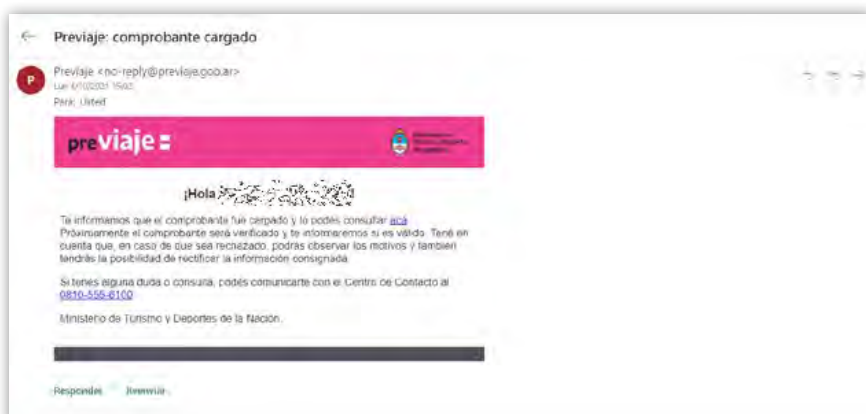 Previaje: comprobante cargado
P
Previaje <no-reply@previaje.gob.ar>
Para: Usted
previaje
¡Hola
Te informamos que el comprobante fue cargado y lo podés consultar acá
Próximamente el comprobante será verificado y te informaremos si es válido. Tené en
cuenta que, en caso de que sea rechazado, podrás observar los motivos y también
tendrás la posibilidad de rectificar la información consignada.
Si tenés alguna duda o consulta, podés comunicarte con el Centro de Contacto al
0810-555-6100
Ministerio de Turismo y Deportes de la Nación.
Responder Reenviar